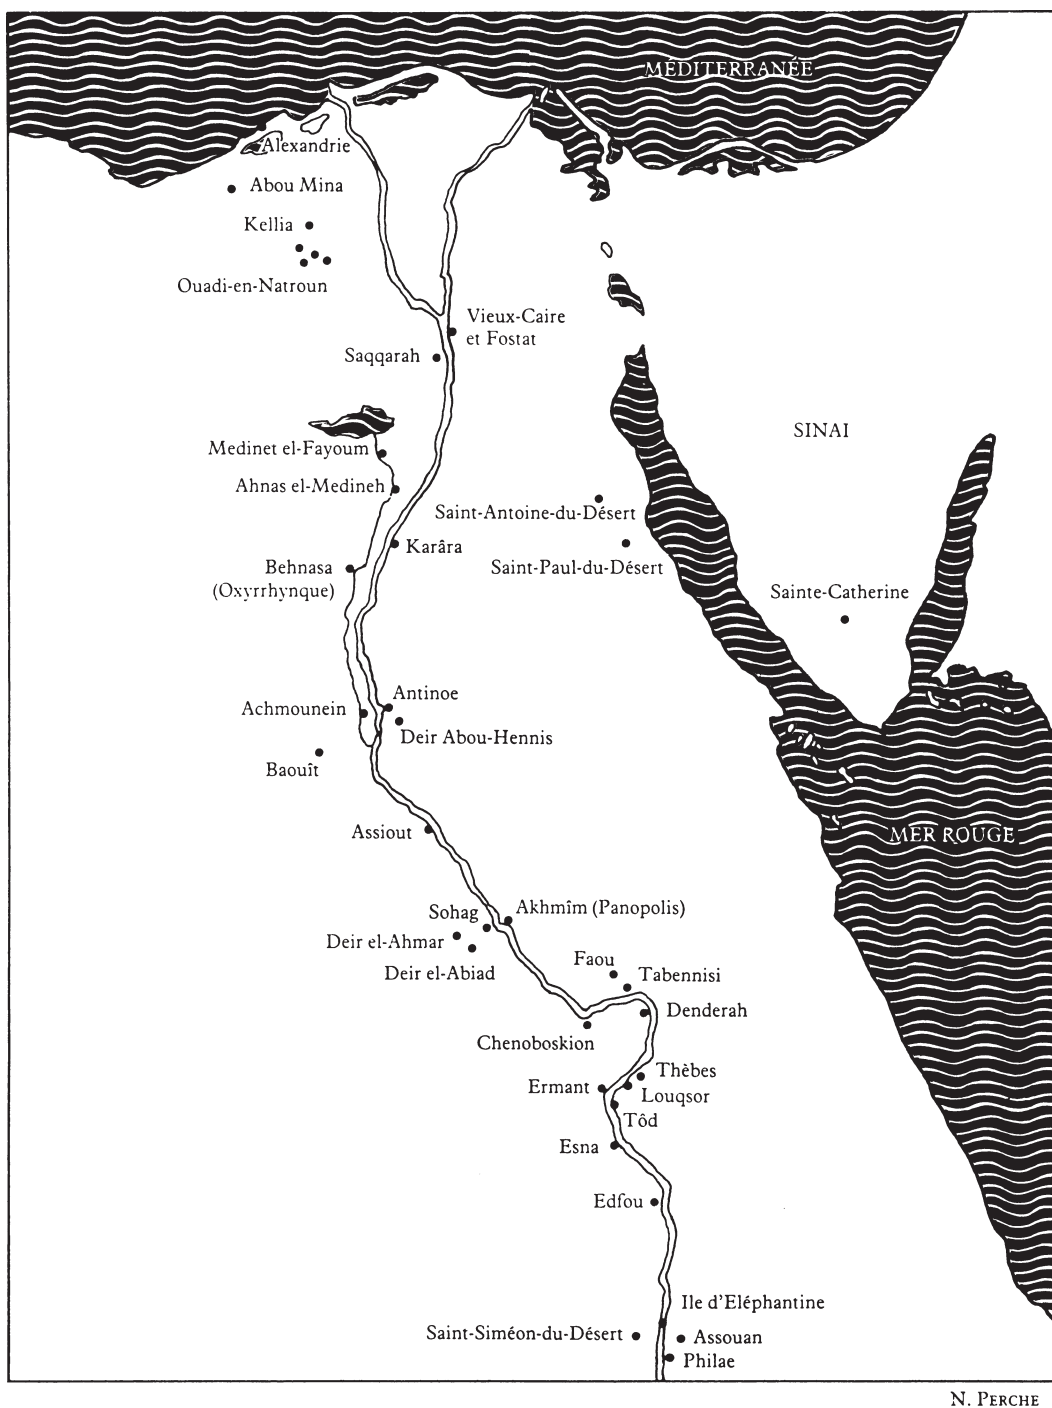 MÉDITERRANÉE
Alexandrie
Abou Mina
Kellia
Ouadi-en-Natroun
Vieux-Caire
et Fostat
Saqqarah
SINAI
Medinet el-Fayoum
Ahnas el-Medineh
Saint-Antoine-du-Désert
Karâra
Saint-Paul-du-Désert
Behnasa
(Oxyrrhynque)
Sainte-Catherine
Antinoe
Achmounein
Deir Abou-Hennis
Baouît
Assiout
MER ROUGE
Akhmîm (Panopolis)
Sohag
Deir el-Ahmar
Deir el-Abiad
Faou
Tabennisi
Denderah
Chenoboskion
Thèbes
Ermant
Louqsor
Tôd
Esna
Edfou
Ile d'Eléphantine
Saint-Siméon-du-Désert
Assouan
Philae
N. PERCHE